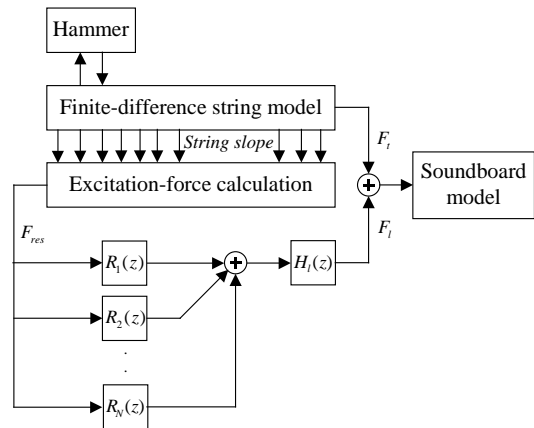 Hammer
Finite-difference string model
String slope
F_t
Excitation-force calculation
Soundboard
model
F_l
F_res
R_1(z)
H_l(z)
R_2(z)
.
.
R_N(z)